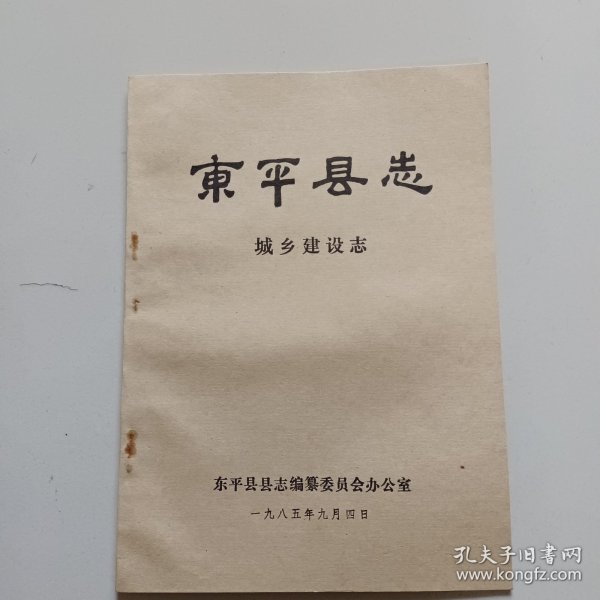 東平县志
城乡建设志
东平县县志编纂委员会办公室
一九八五年九月四日
孔夫子旧书网
www.kongfz.com